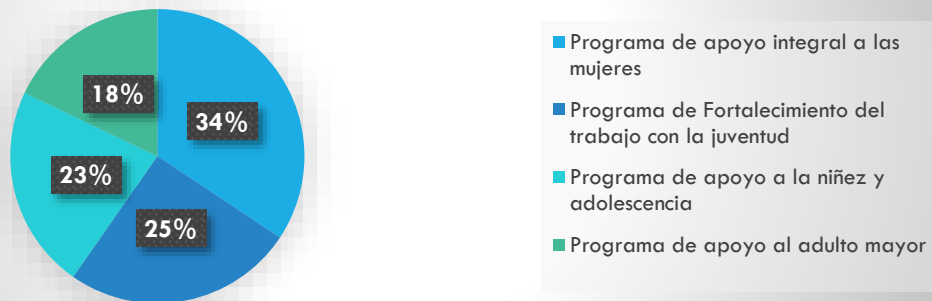 18%
34%
23%
25%
Programa de apoyo integral a las
mujeres
Programa de Fortalecimiento del
trabajo con la juventud
Programa de apoyo a la niñez y
adolescencia
Programa de apoyo al adulto mayor